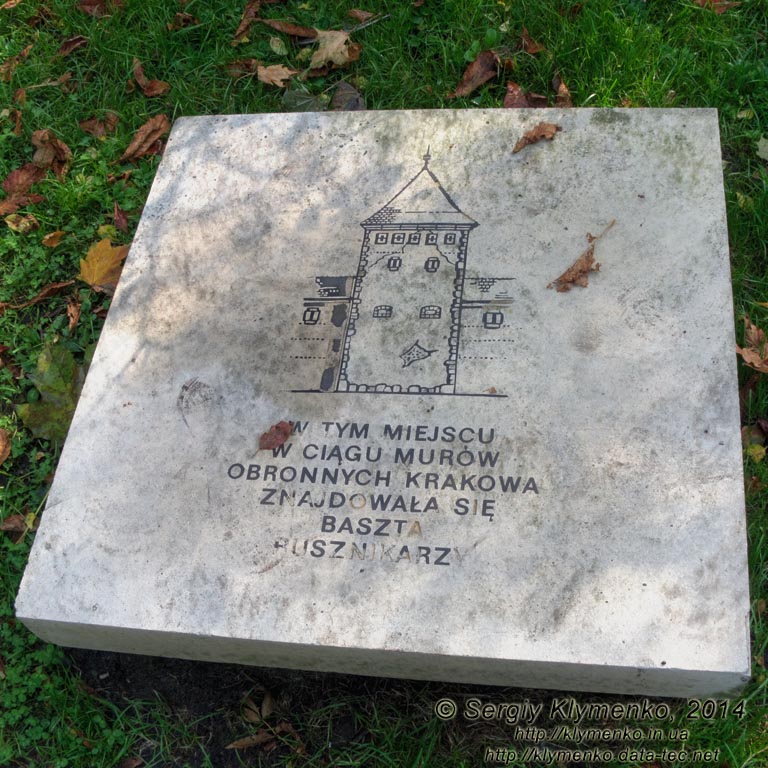 W TYM MIEJSCU
W CIĄGU MURÓW
OBRONNYCH KRAKOWA
ZNAJDOWAŁA SIĘ
BASZTA
RUSZNIKARZY
© Sergiy Klymenko, 2014
http://klymenko.in.ua
http://klymenko.data-tec.net